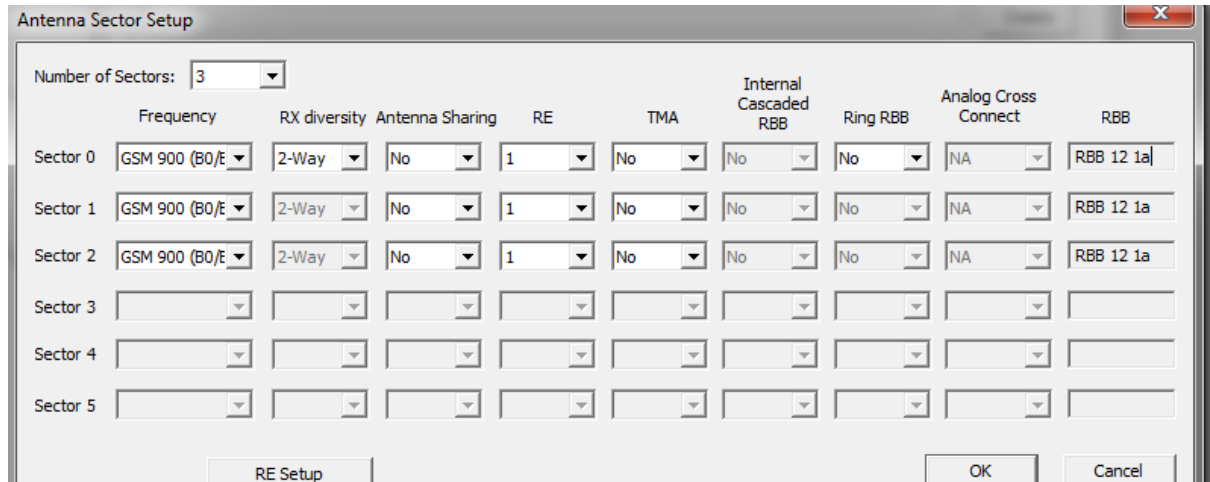 Antenna Sector Setup
Number of Sectors: 3
Frequency RX diversity Antenna Sharing RE TMA Internal Cascaded RBB Ring RBB Analog Cross Connect RBB
Sector 0 GSM 900 (B0/E 2-Way No 1 No No No NA RBB 12 1a
Sector 1 GSM 900 (B0/E 2-Way No 1 No No No NA RBB 12 1a
Sector 2 GSM 900 (B0/E 2-Way No 1 No No No NA RBB 12 1a
Sector 3
Sector 4
Sector 5
RE Setup OK Cancel